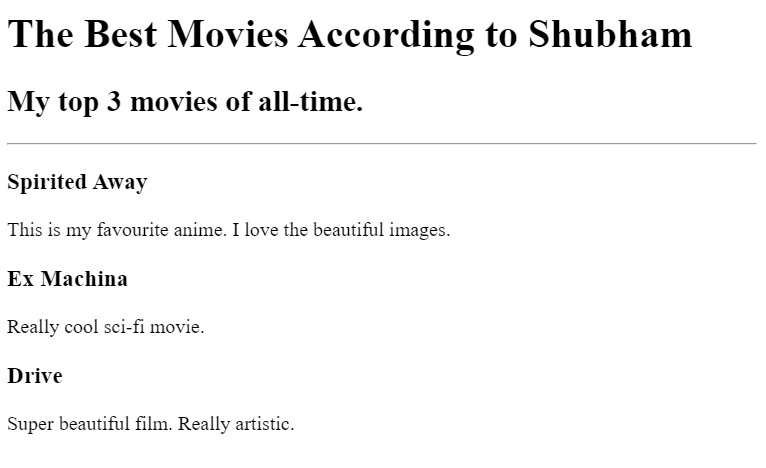 The Best Movies According to Shubham
My top 3 movies of all-time.
Spirited Away
This is my favourite anime. I love the beautiful images.
Ex Machina
Really cool sci-fi movie.
Drive
Super beautiful film. Really artistic.